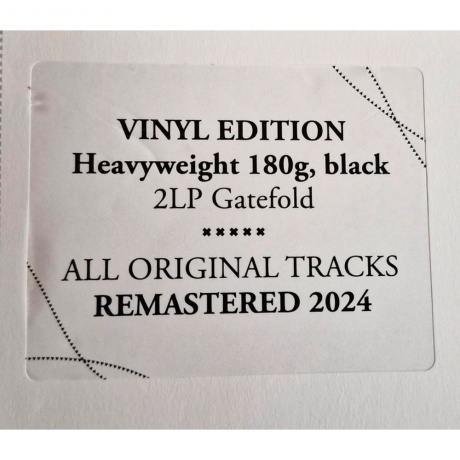 VINYL EDITION
Heavyweight 180g, black
2LP Gatefold
×××××
ALL ORIGINAL TRACKS
REMASTERED 2024